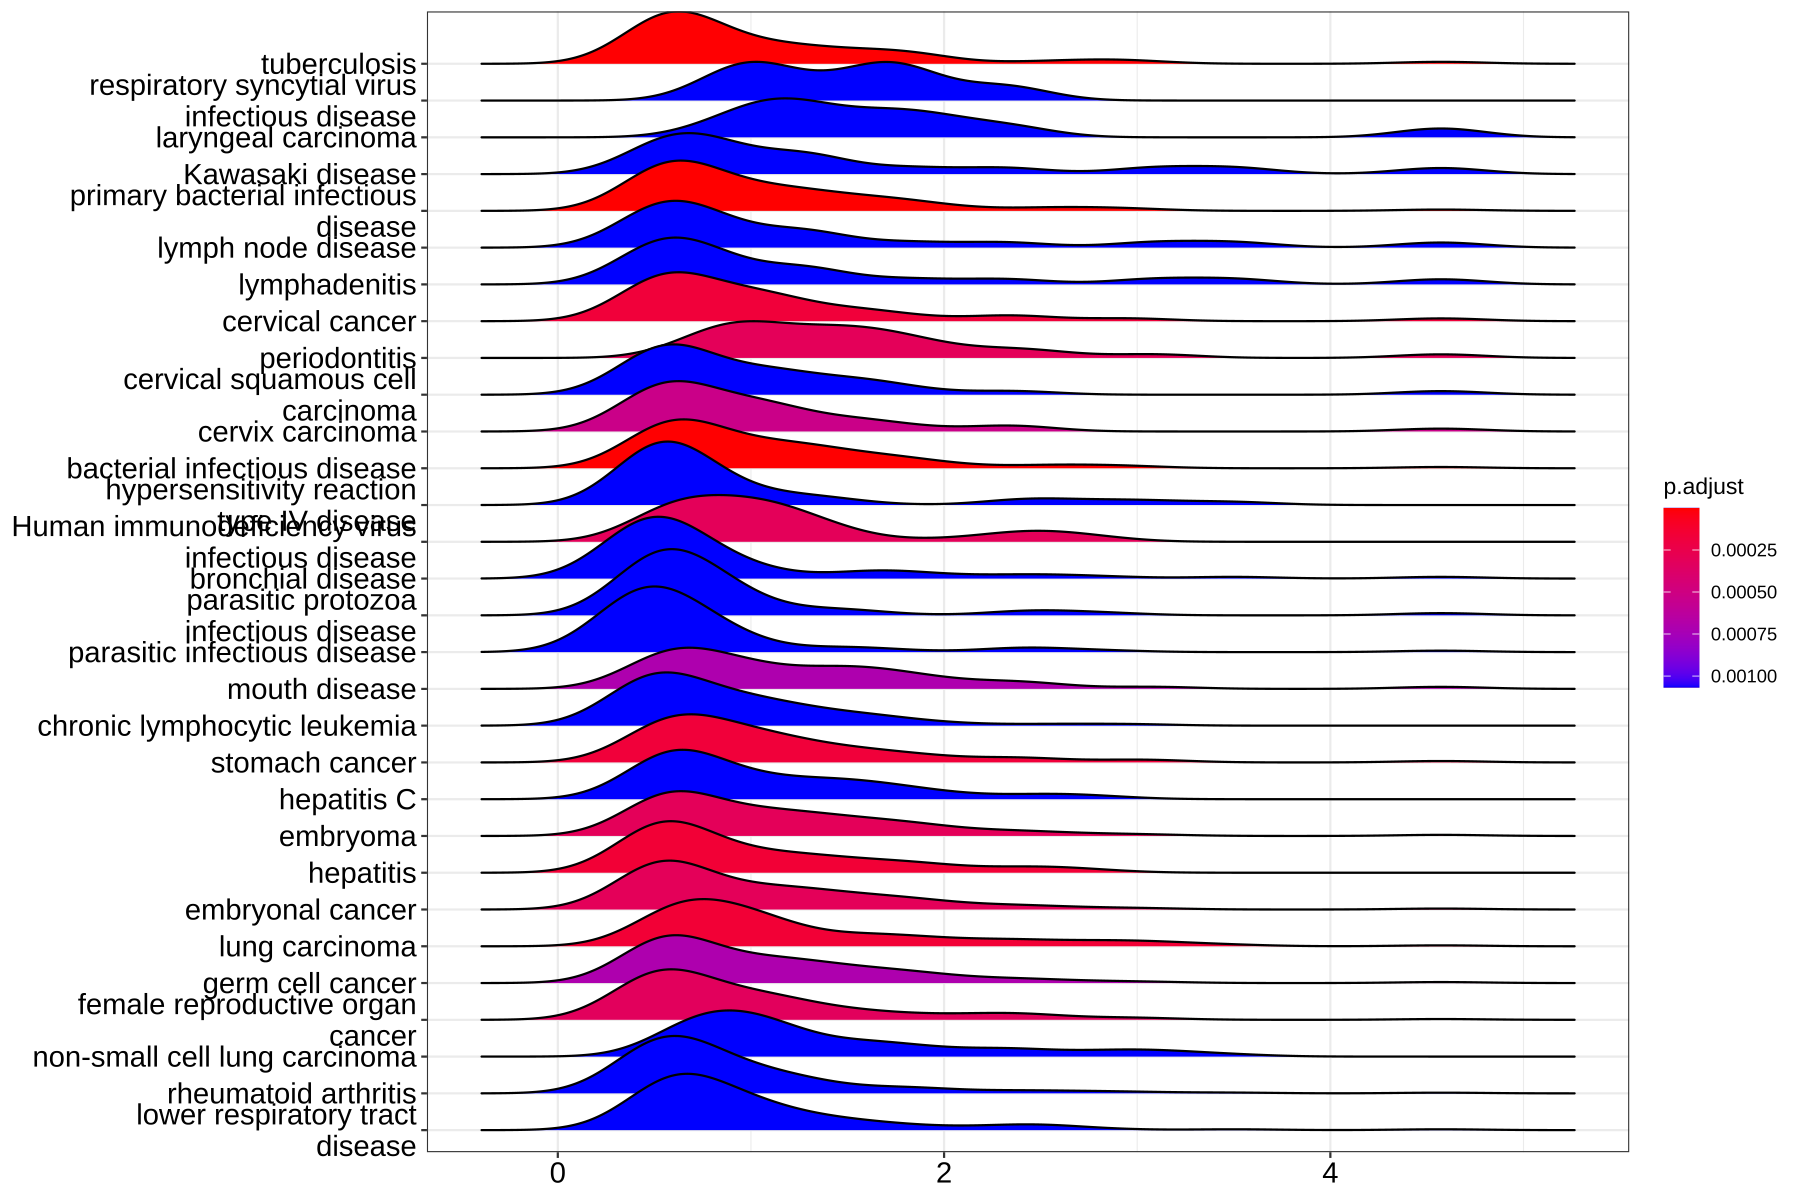 tuberculosis
respiratory syncytial virus
infectious disease
laryngeal carcinoma
Kawasaki disease
primary bacterial infectious
disease
lymph node disease
lymphadenitis
cervical cancer
periodontitis
cervical squamous cell
carcinoma
cervix carcinoma
bacterial infectious disease
hypersensitivity reaction
type IV disease
Human immunodeficiency virus
infectious disease
bronchial disease
parasitic protozoa
infectious disease
parasitic infectious disease
mouth disease
chronic lymphocytic leukemia
stomach cancer
hepatitis C
embryoma
hepatitis
embryonal cancer
lung carcinoma
germ cell cancer
female reproductive organ
cancer
non-small cell lung carcinoma
rheumatoid arthritis
lower respiratory tract
disease
0 2 4
p.adjust
0.00025
0.00050
0.00075
0.00100